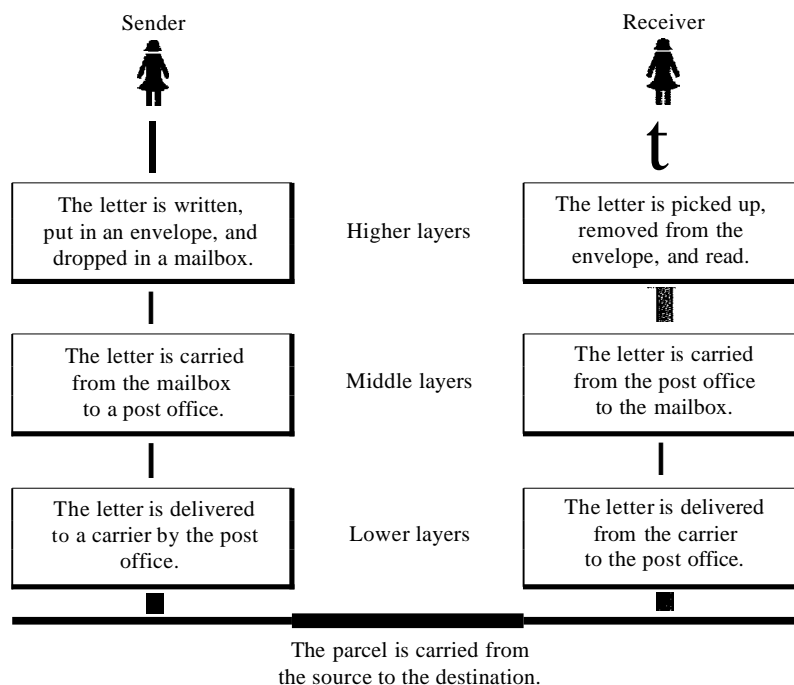 Sender
Receiver
t
The letter is written,
put in an envelope, and
dropped in a mailbox.
Higher layers
The letter is picked up,
removed from the
envelope, and read.
The letter is carried
from the mailbox
to a post office.
Middle layers
The letter is carried
from the post office
to the mailbox.
The letter is delivered
to a carrier by the post
office.
Lower layers
The letter is delivered
from the carrier
to the post office.
The parcel is carried from
the source to the destination.